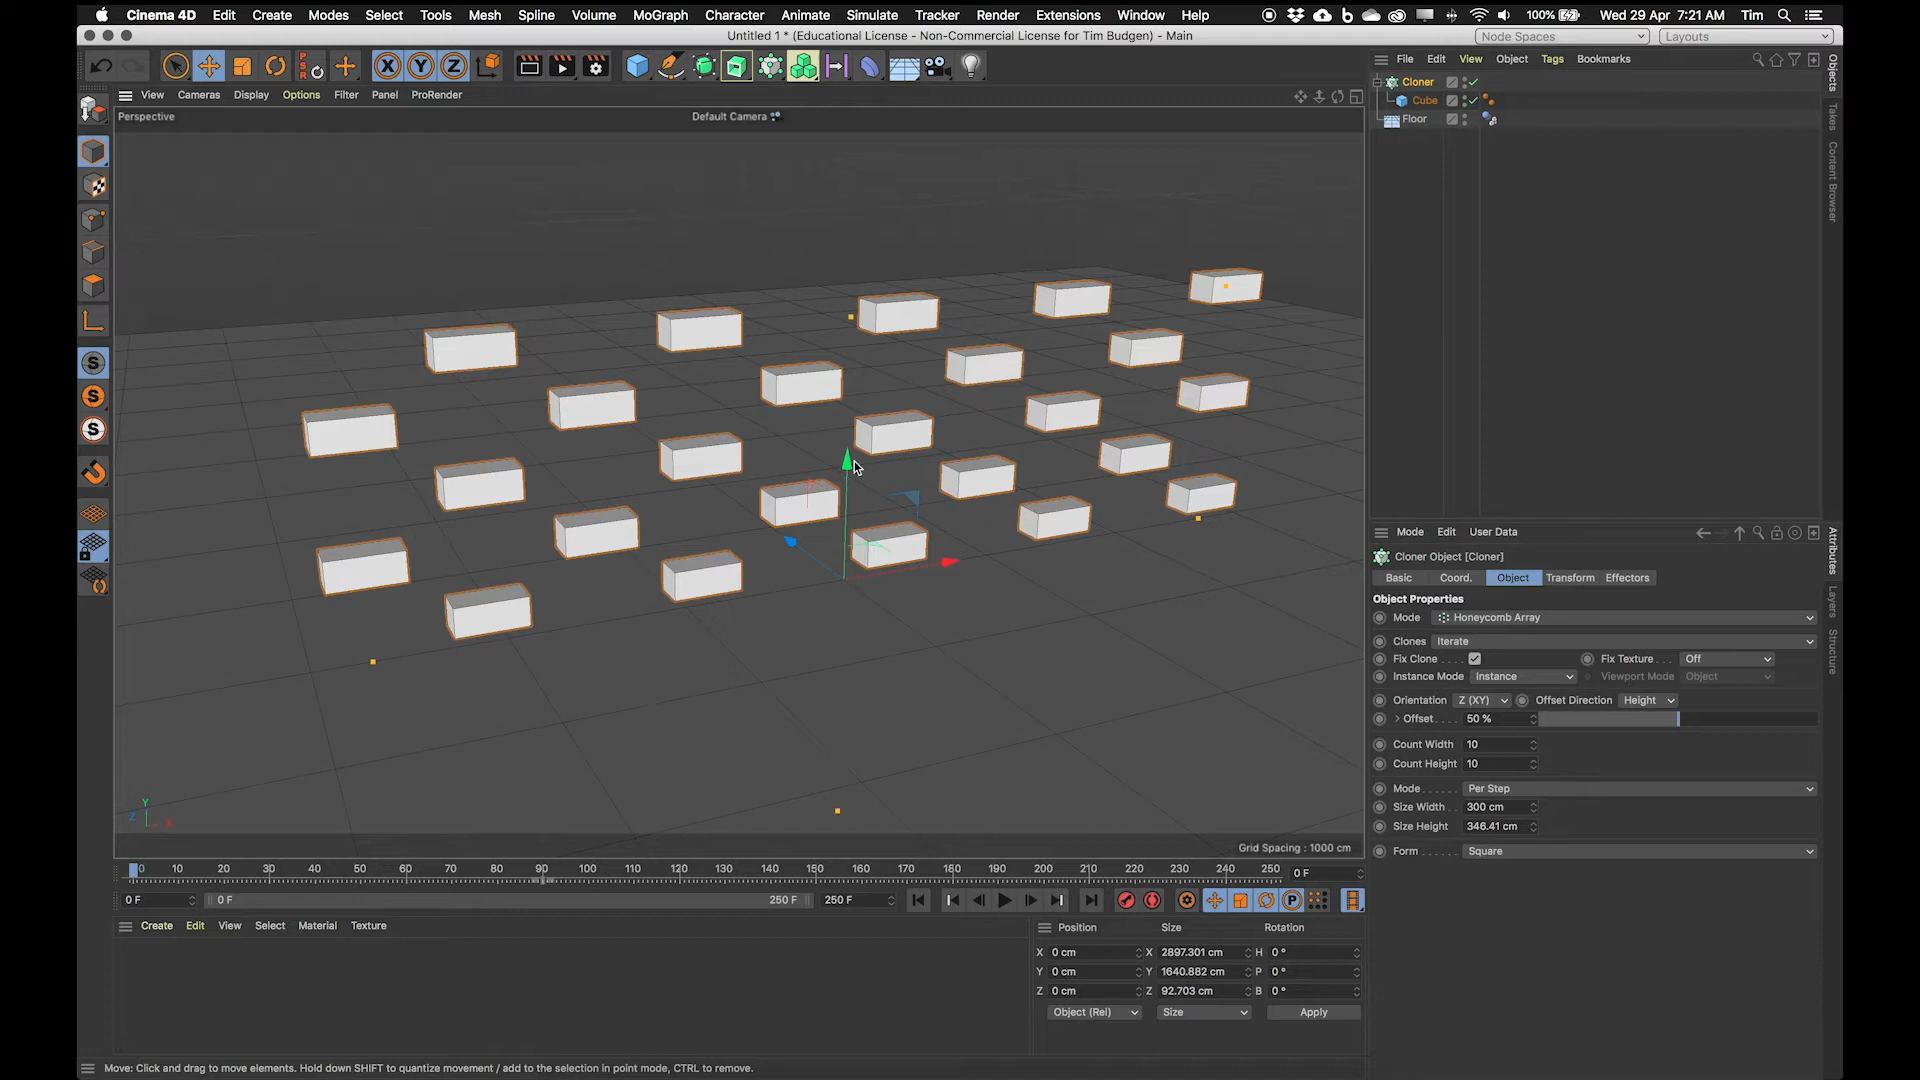 Cinema 4D Edit Create Modes Select Tools Mesh Spline Volume MoGraph Character Animate Simulate Tracker Render Extensions Window Help 100% Wed 29 Apr 7:21 AM Tim
Untitled 1 * (Educational License - Non-Commercial License for Tim Budgen) - Main
Node Spaces Layouts
PSR X Y Z
File Edit View Object Tags Bookmarks
View Cameras Display Options Filter Panel ProRender
Perspective
Default Camera
Cloner
Cube
Floor
Objects
Takes
Content Browser
S
S
S
Y
Z X
Grid Spacing : 1000 cm
Mode Edit User Data
Cloner Object [Cloner]
Basic Coord. Object Transform Effectors
Object Properties
Mode Honeycomb Array
Clones Iterate
Fix Clone Fix Texture Off
Instance Mode Instance Viewport Mode Object
Orientation Z (XY) Offset Direction Height
Offset 50 %
Count Width 10
Count Height 10
Mode Per Step
Size Width 300 cm
Size Height 346.41 cm
Form Square
Attributes
Layers
Structure
0 10 20 30 40 50 60 70 80 90 100 110 120 130 140 150 160 170 180 190 200 210 220 230 240 250 0 F
0 F 0 F 250 F 250 F P
Create Edit View Select Material Texture
Position Size Rotation
X 0 cm X 2897.301 cm H 0 °
Y 0 cm Y 1640.882 cm P 0 °
Z 0 cm Z 92.703 cm B 0 °
Object (Rel) Size Apply
Move: Click and drag to move elements. Hold down SHIFT to quantize movement / add to the selection in point mode, CTRL to remove.